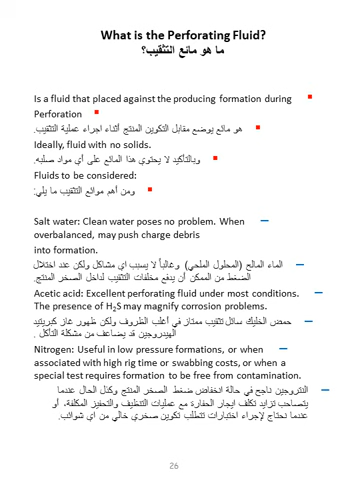 What is the Perforating Fluid?
ما هو مائع التثقيب؟
Is a fluid that placed against the producing formation during
Perforation
هو مائع يوضع مقابل التكوين المنتج أثناء اجراء عملية التثقيب.
Ideally, fluid with no solids.
وبالتأكيد لا يحتوي هذا المائع على أي مواد صلبه.
Fluids to be considered:
ومن أهم موائع التثقيب ما يلي:
Salt water: Clean water poses no problem. When
overbalanced, may push charge debris
into formation.
الماء المالح (المحلول الملحي) وغالباً لا يسبب اي مشاكل ولكن عند اختلال
الضغط من الممكن أن يدفع مخلفات التثقيب لداخل الصخر المنتج.
Acetic acid: Excellent perforating fluid under most conditions.
The presence of H2S may magnify corrosion problems.
حمض الخليك سائل تثقيب ممتاز في أغلب الظروف ولكن ظهور غاز كبريتيد
الهيدروجين قد يضاعف من مشكلة التآكل .
Nitrogen: Useful in low pressure formations, or when
associated with high rig time or swabbing costs, or when a
special test requires formation to be free from contamination.
النتروجين ناجح في حالة انخفاض ضغط الصخر المنتج وكذلك الحال عندما
يتصاحب تزايد تكلف ايجار الحفارة مع عمليات التنظيف والتحفيز المكلفة، أو
عندما نحتاج لإجراء اختبارات تتطلب تكوين صخري خالي من اي شوائب.
26